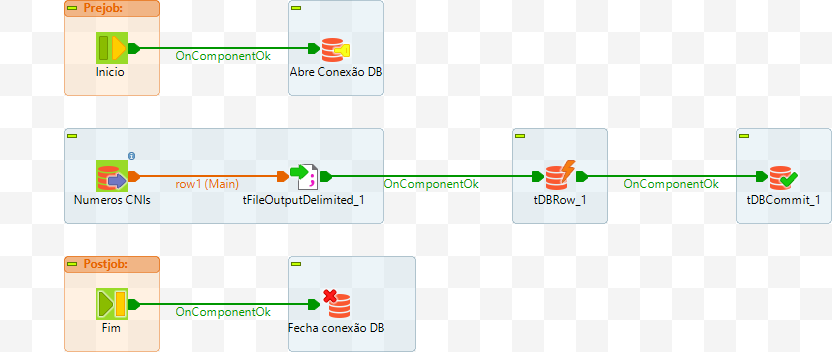 Prejob:
OnComponentOk
Inicio
Abre Conexão DB
row1 (Main)
OnComponentOk
OnComponentOk
Numeros CNIs
tFileOutputDelimited_1
tDBRow_1
tDBCommit_1
Postjob:
OnComponentOk
Fim
Fecha conexão DB